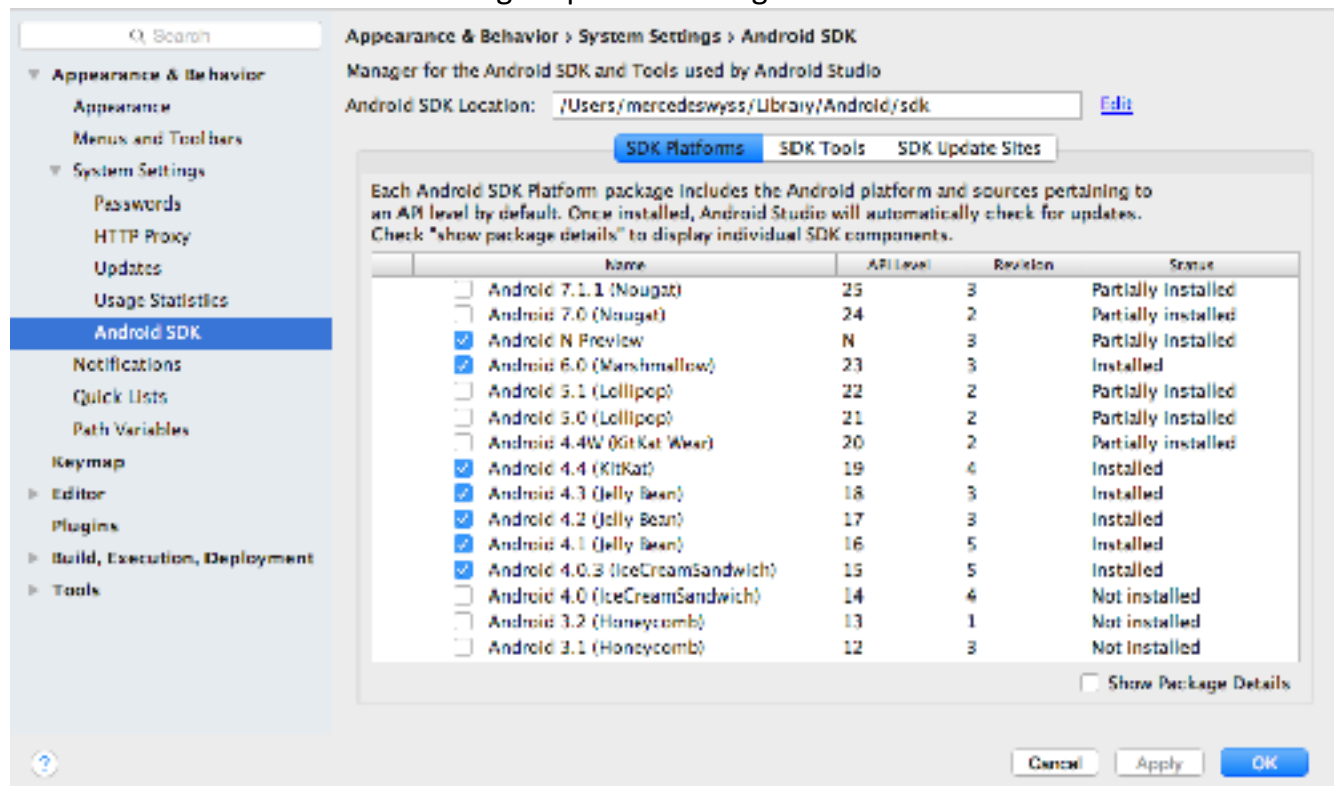 Search
Appearance & Behavior
Appearance
Menus and Toolbars
System Settings
Passwords
HTTP Proxy
Updates
Usage Statistics
Android SDK
Notifications
Quick Lists
Path Variables
Keymap
Editor
Plugins
Build, Execution, Deployment
Tools
Appearance & Behavior › System Settings › Android SDK
Manager for the Android SDK and Tools used by Android Studio
Android SDK Location: /Users/mercedeswyss/Library/Android/sdk Edit
SDK Platforms SDK Tools SDK Update Sites
Each Android SDK Platform package includes the Android platform and sources pertaining to
an API level by default. Once installed, Android Studio will automatically check for updates.
Check "show package details" to display individual SDK components.
Name API Level Revision Status
Android 7.1.1 (Nougat) 25 3 Partially installed
Android 7.0 (Nougat) 24 2 Partially installed
Android N Preview N 3 Partially installed
Android 6.0 (Marshmallow) 23 3 Installed
Android 5.1 (Lollipop) 22 2 Partially installed
Android 5.0 (Lollipop) 21 2 Partially installed
Android 4.4W (KitKat Wear) 20 2 Partially installed
Android 4.4 (KitKat) 19 4 Installed
Android 4.3 (Jelly Bean) 18 3 Installed
Android 4.2 (Jelly Bean) 17 3 Installed
Android 4.1 (Jelly Bean) 16 5 Installed
Android 4.0.3 (IceCreamSandwich) 15 5 Installed
Android 4.0 (IceCreamSandwich) 14 4 Not installed
Android 3.2 (Honeycomb) 13 1 Not installed
Android 3.1 (Honeycomb) 12 3 Not installed
Show Package Details
? Cancel Apply OK